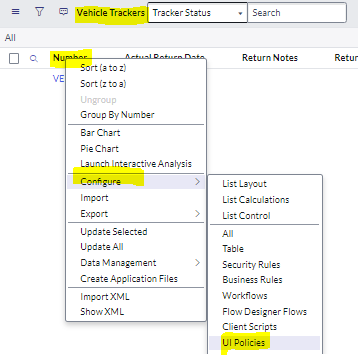 Vehicle Trackers Tracker Status Search
All
Number Actual Return Date Return Notes Retur
VE
Sort (a to z)
Sort (z to a)
Ungroup
Group By Number
Bar Chart
Pie Chart
Launch Interactive Analysis
Configure
Import
Export
Update Selected
Update All
Data Management
Create Application Files
Import XML
Show XML
List Layout
List Calculations
List Control
All
Table
Security Rules
Business Rules
Workflows
Flow Designer Flows
Client Scripts
UI Policies